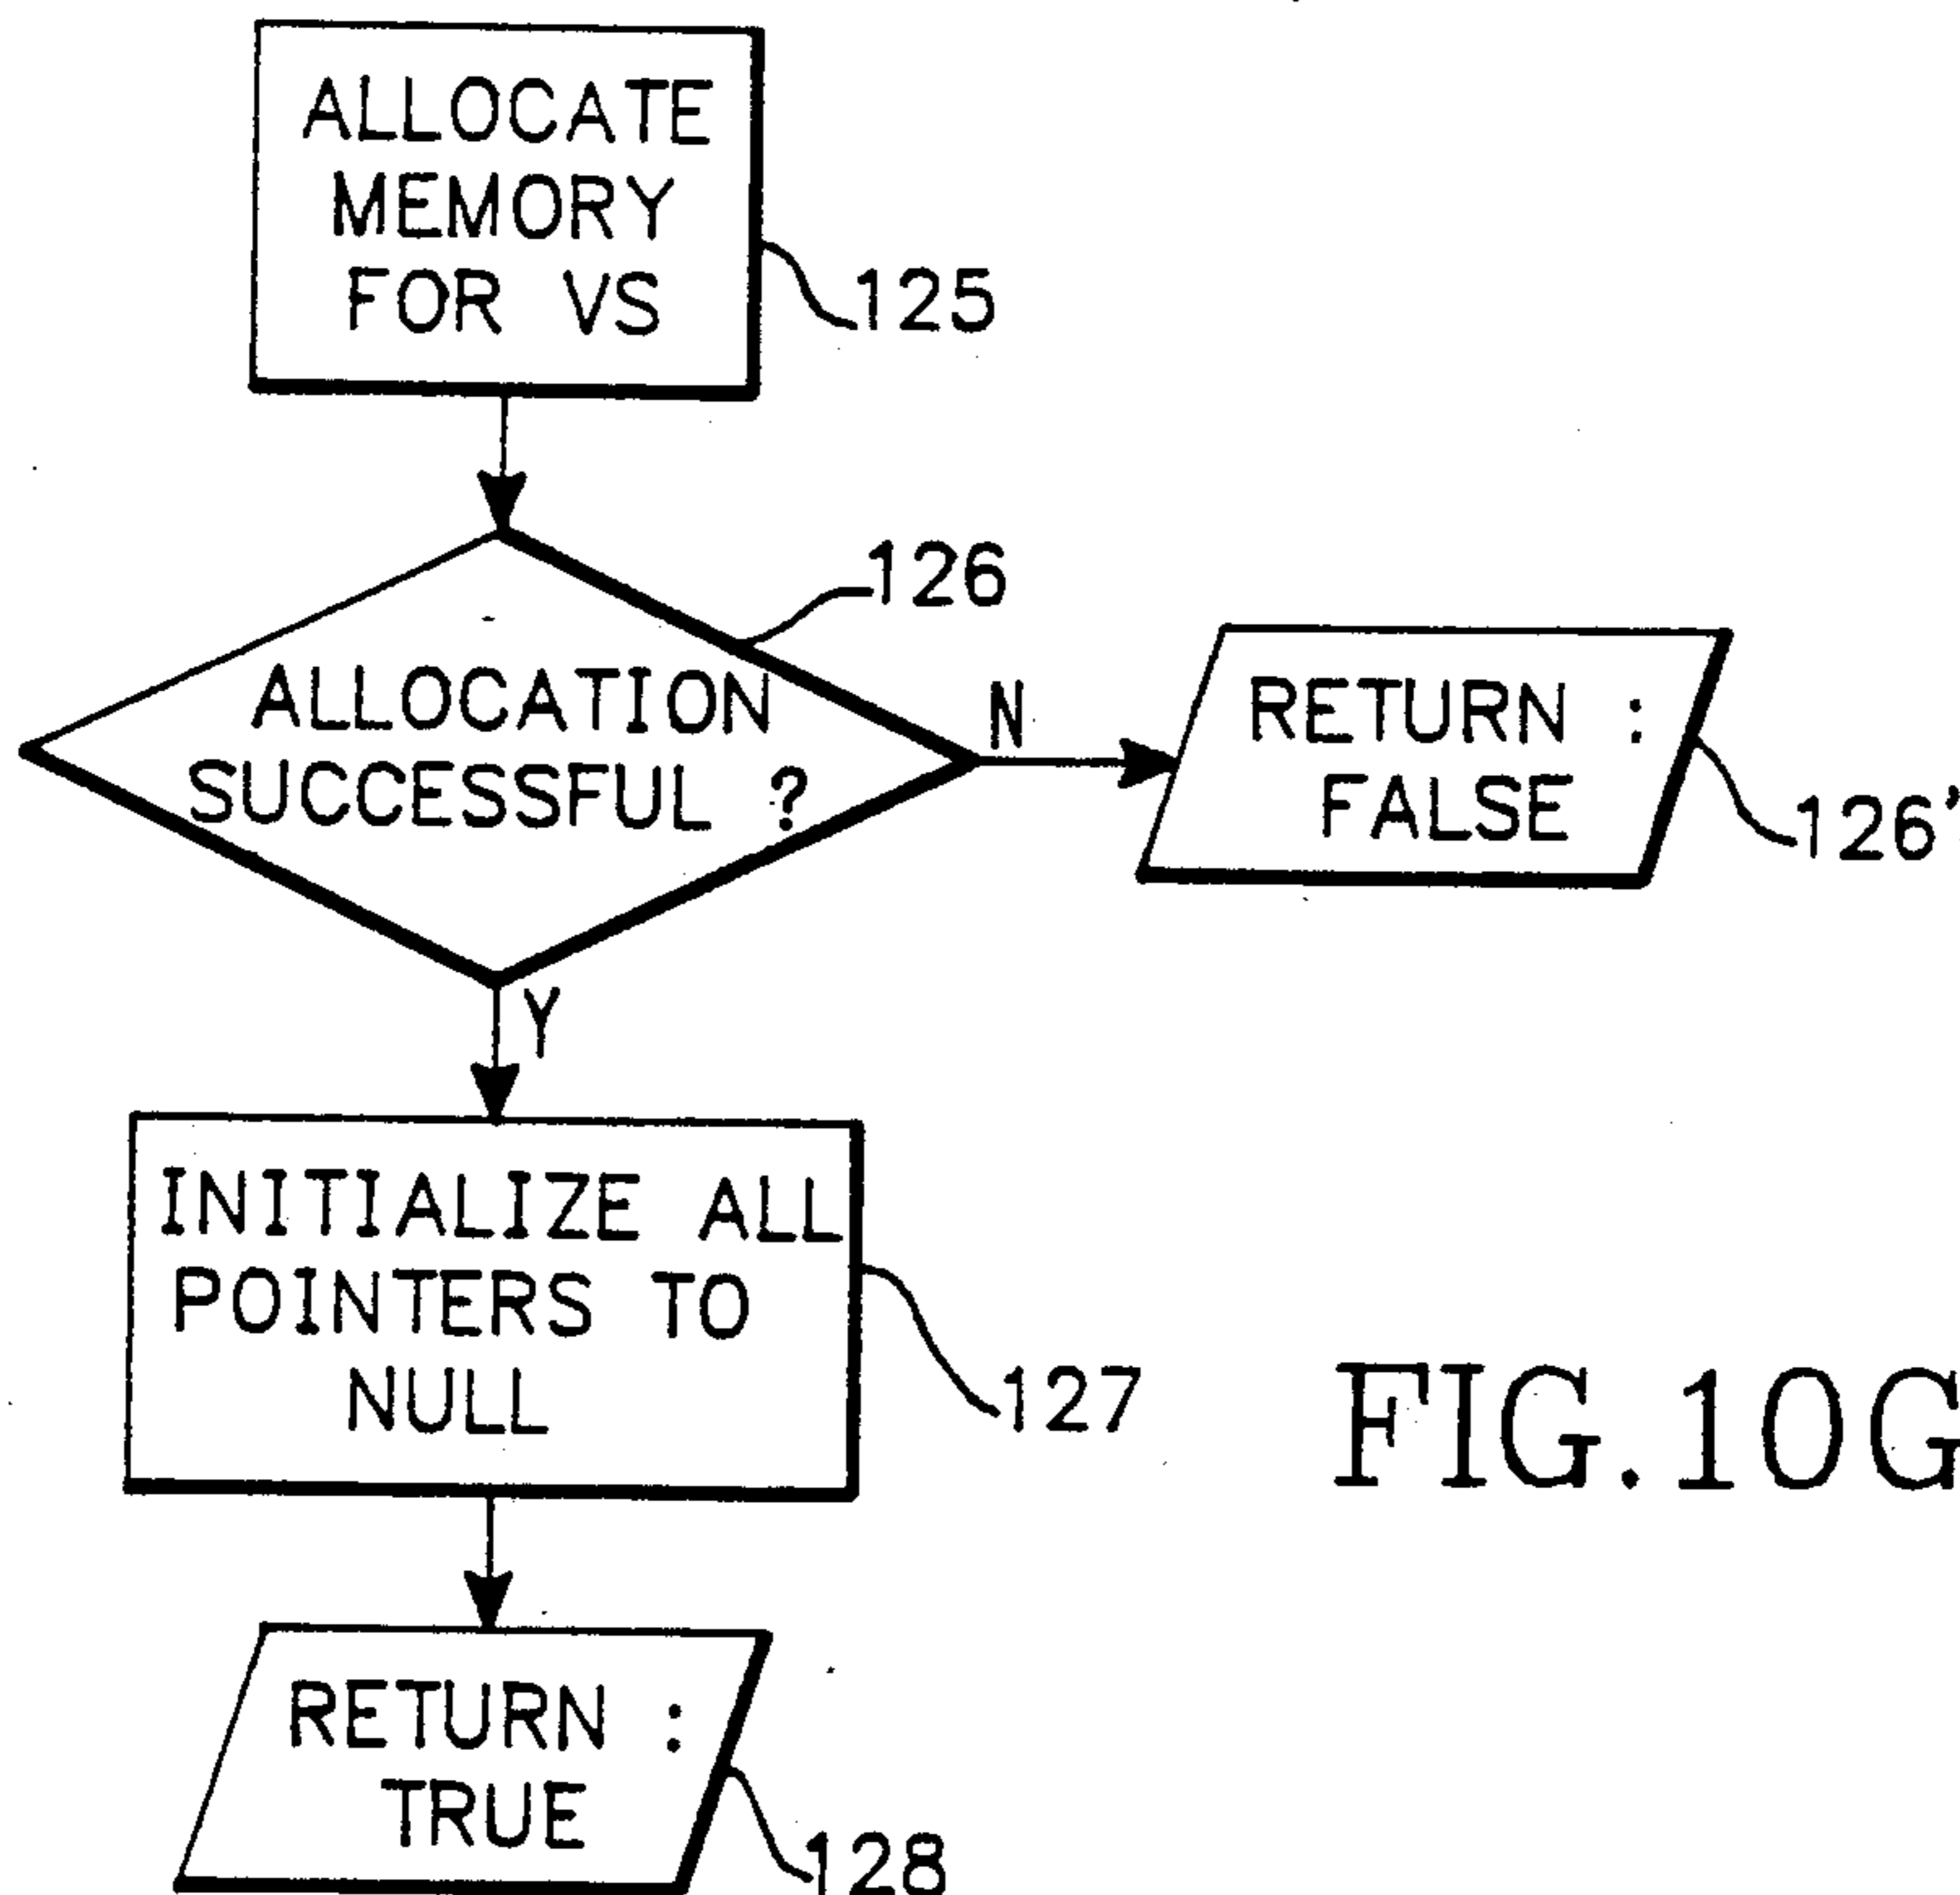 ALLOCATE
MEMORY
FOR VS
125
126
ALLOCATION
SUCCESSFUL ?
N
RETURN :
FALSE
126'
Y
INITIALIZE ALL
POINTERS TO
NULL
127
FIG.10G
RETURN :
TRUE
128